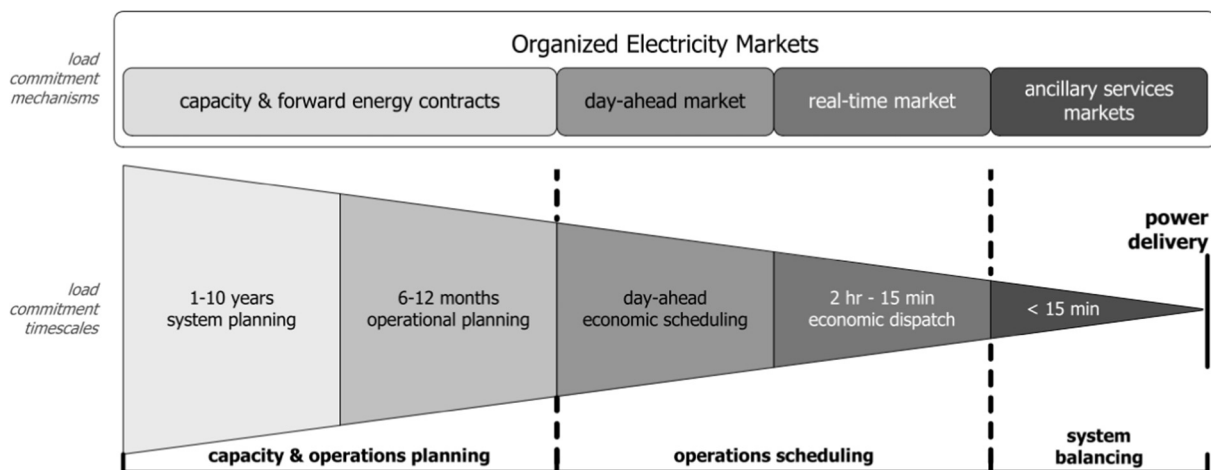 Organized Electricity Markets
load
commitment
mechanisms
capacity & forward energy contracts
day-ahead market
real-time market
ancillary services
markets
power
delivery
load
commitment
timescales
1-10 years
system planning
6-12 months
operational planning
day-ahead
economic scheduling
2 hr - 15 min
economic dispatch
< 15 min
capacity & operations planning
operations scheduling
system
balancing